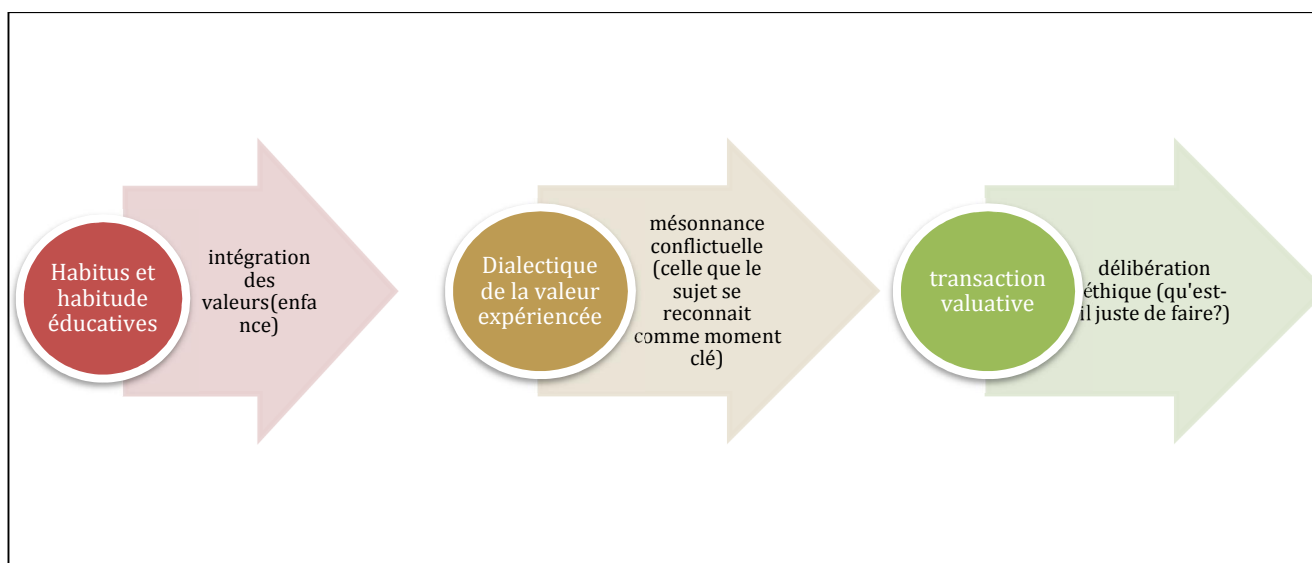 Habitus et
habitude
éducatives
intégration
des
valeurs(enfa
nce)
Dialectique
de la valeur
expériencée
mésonnance
conflictuelle
(celle que le
sujet se
reconnait
comme moment
clé)
transaction
valuative
délibération
éthique (qu'est-
il juste de faire?)